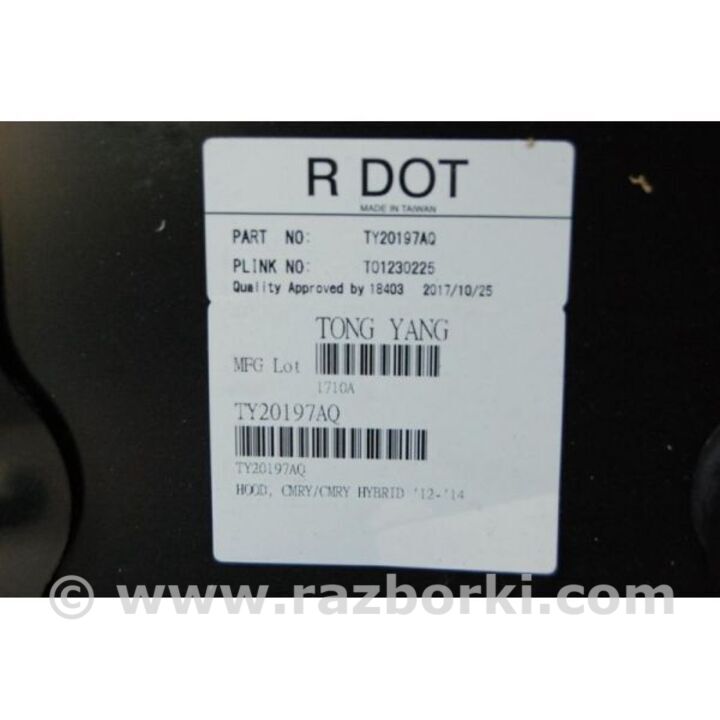 R DOT
MADE IN TAIWAN
PART NO: TY20197AQ
PLINK NO: T01230225
Quality Approved by 18403 2017/10/25
TONG YANG
MFG Lot
1710A
TY20197AQ
TY20197AQ
HOOD, CMRY/CMRY HYBRID '12-'14
© www.razborki.com